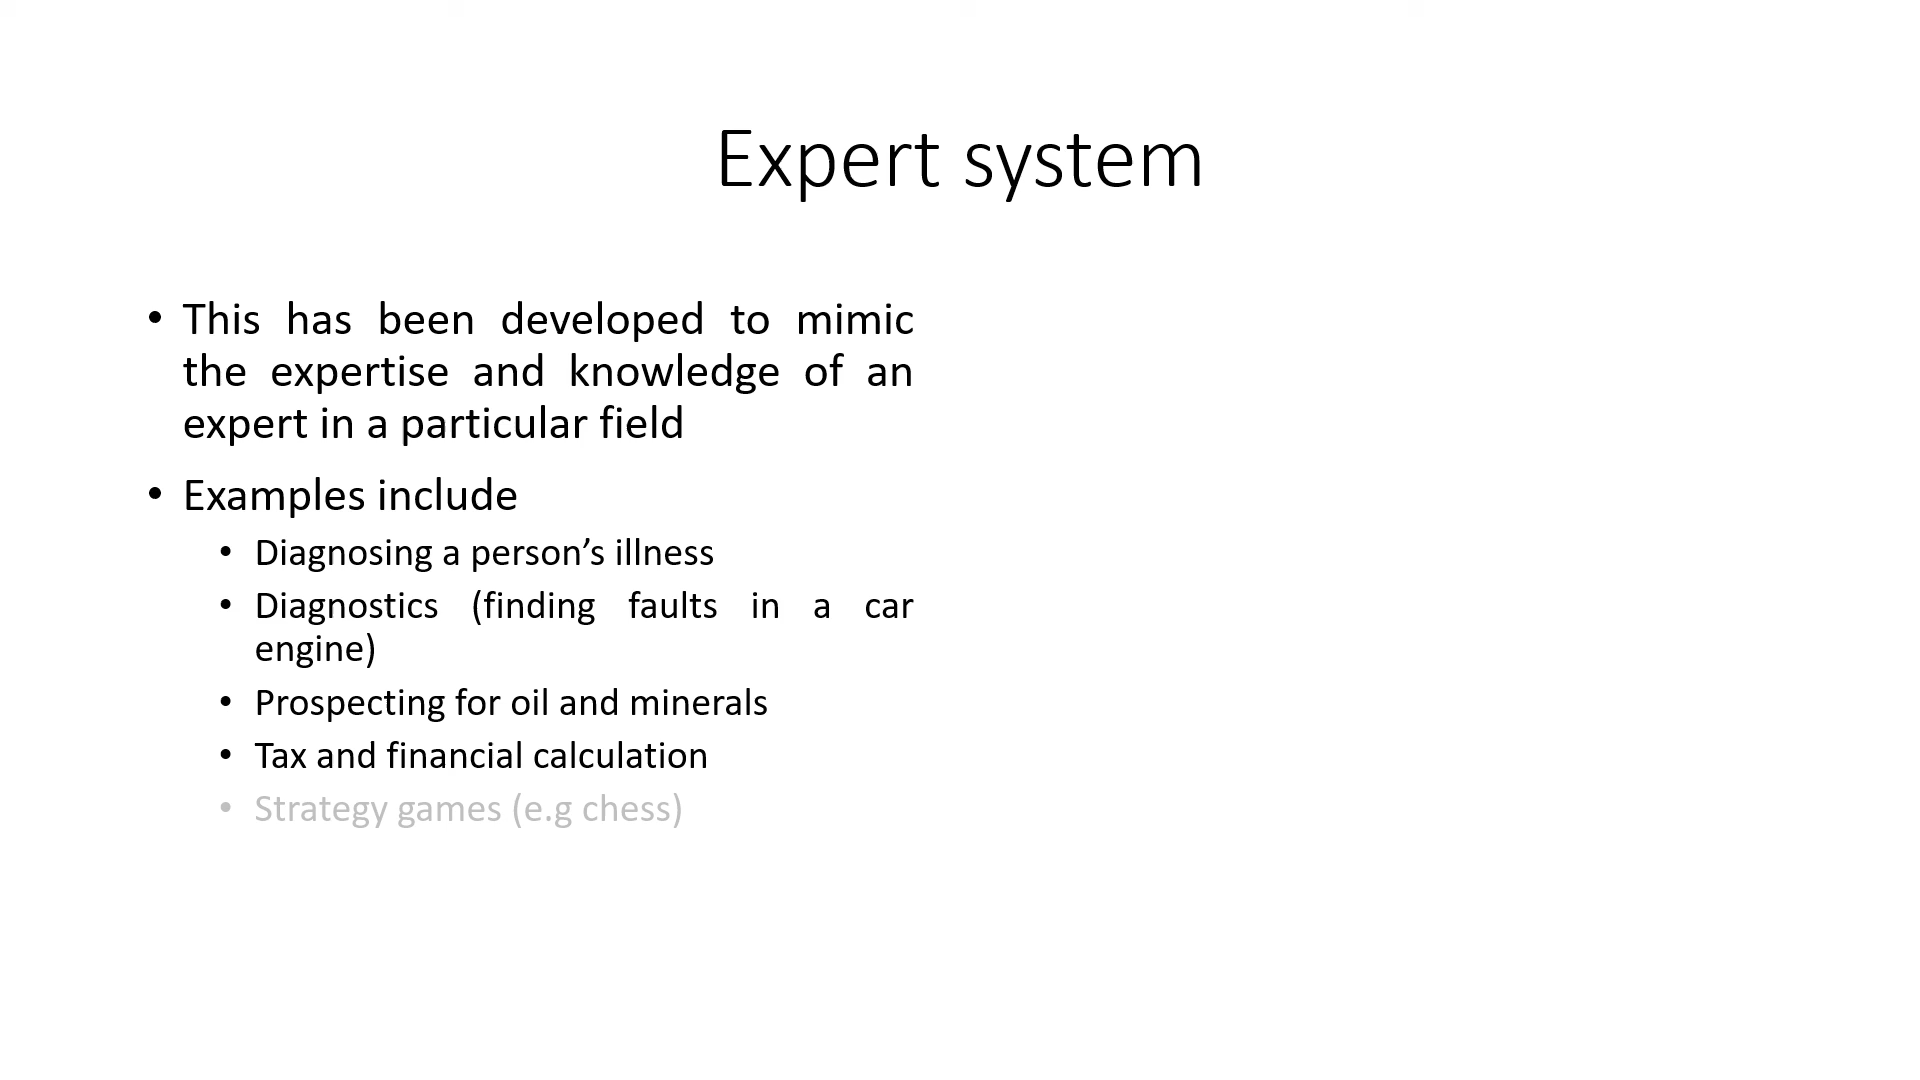 Expert system
• This has been developed to mimic
the expertise and knowledge of an
expert in a particular field
• Examples include
• Diagnosing a person’s illness
• Diagnostics (finding faults in a car
engine)
• Prospecting for oil and minerals
• Tax and financial calculation
• Strategy games (e.g chess)